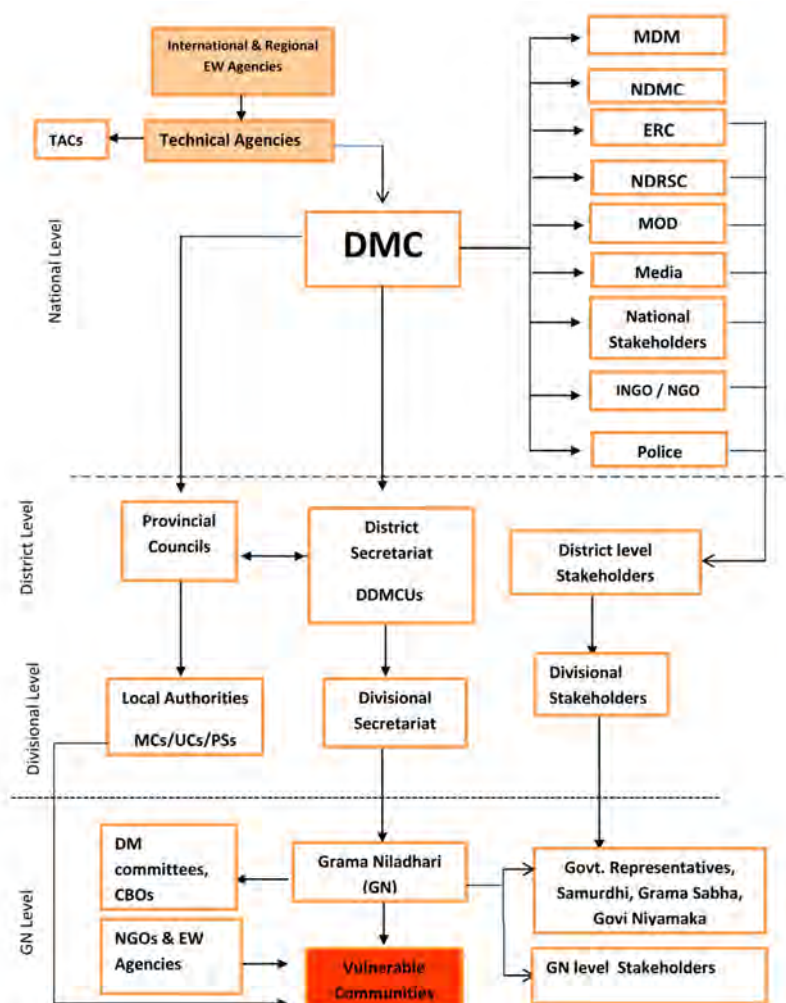 International & Regional
EW Agencies
TACs
Technical Agencies
DMC
MDM
NDMC
ERC
NDRSC
MOD
Media
National
Stakeholders
INGO / NGO
Police
National Level
Provincial
Councils
District
Secretariat
DDMCUs
District level
Stakeholders
District Level
Local Authorities
MCs/UCs/PSs
Divisional
Secretariat
Divisional
Stakeholders
Divisional Level
DM
committees,
CBOs
Grama Niladhari
(GN)
Govt. Representatives,
Samurdhi, Grama Sabha,
Govi Niyamaka
NGOs & EW
Agencies
Vulnerable
Communities
GN level Stakeholders
GN Level